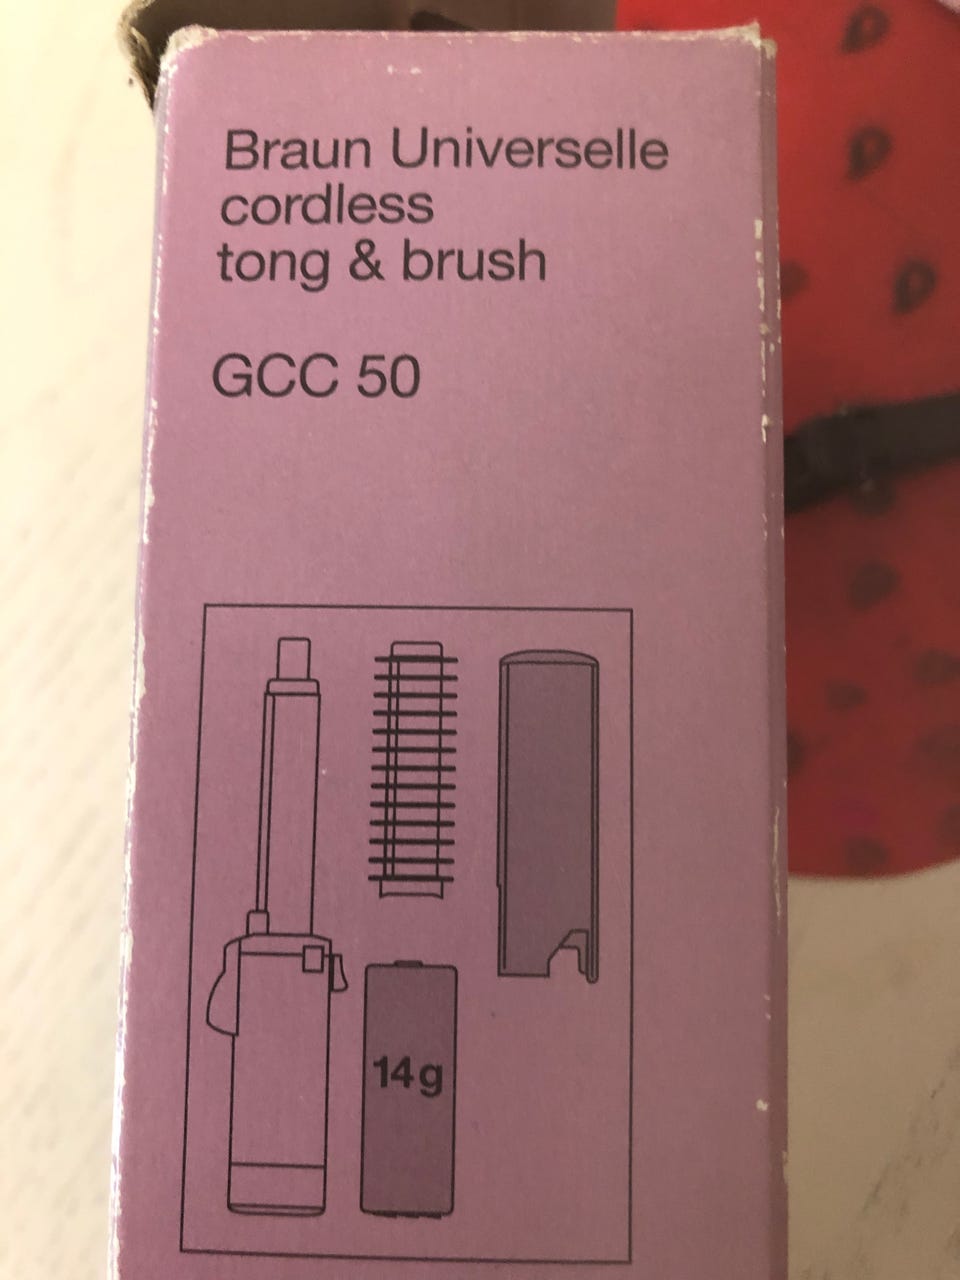 Braun Universelle
cordless
tong & brush
GCC 50
14g